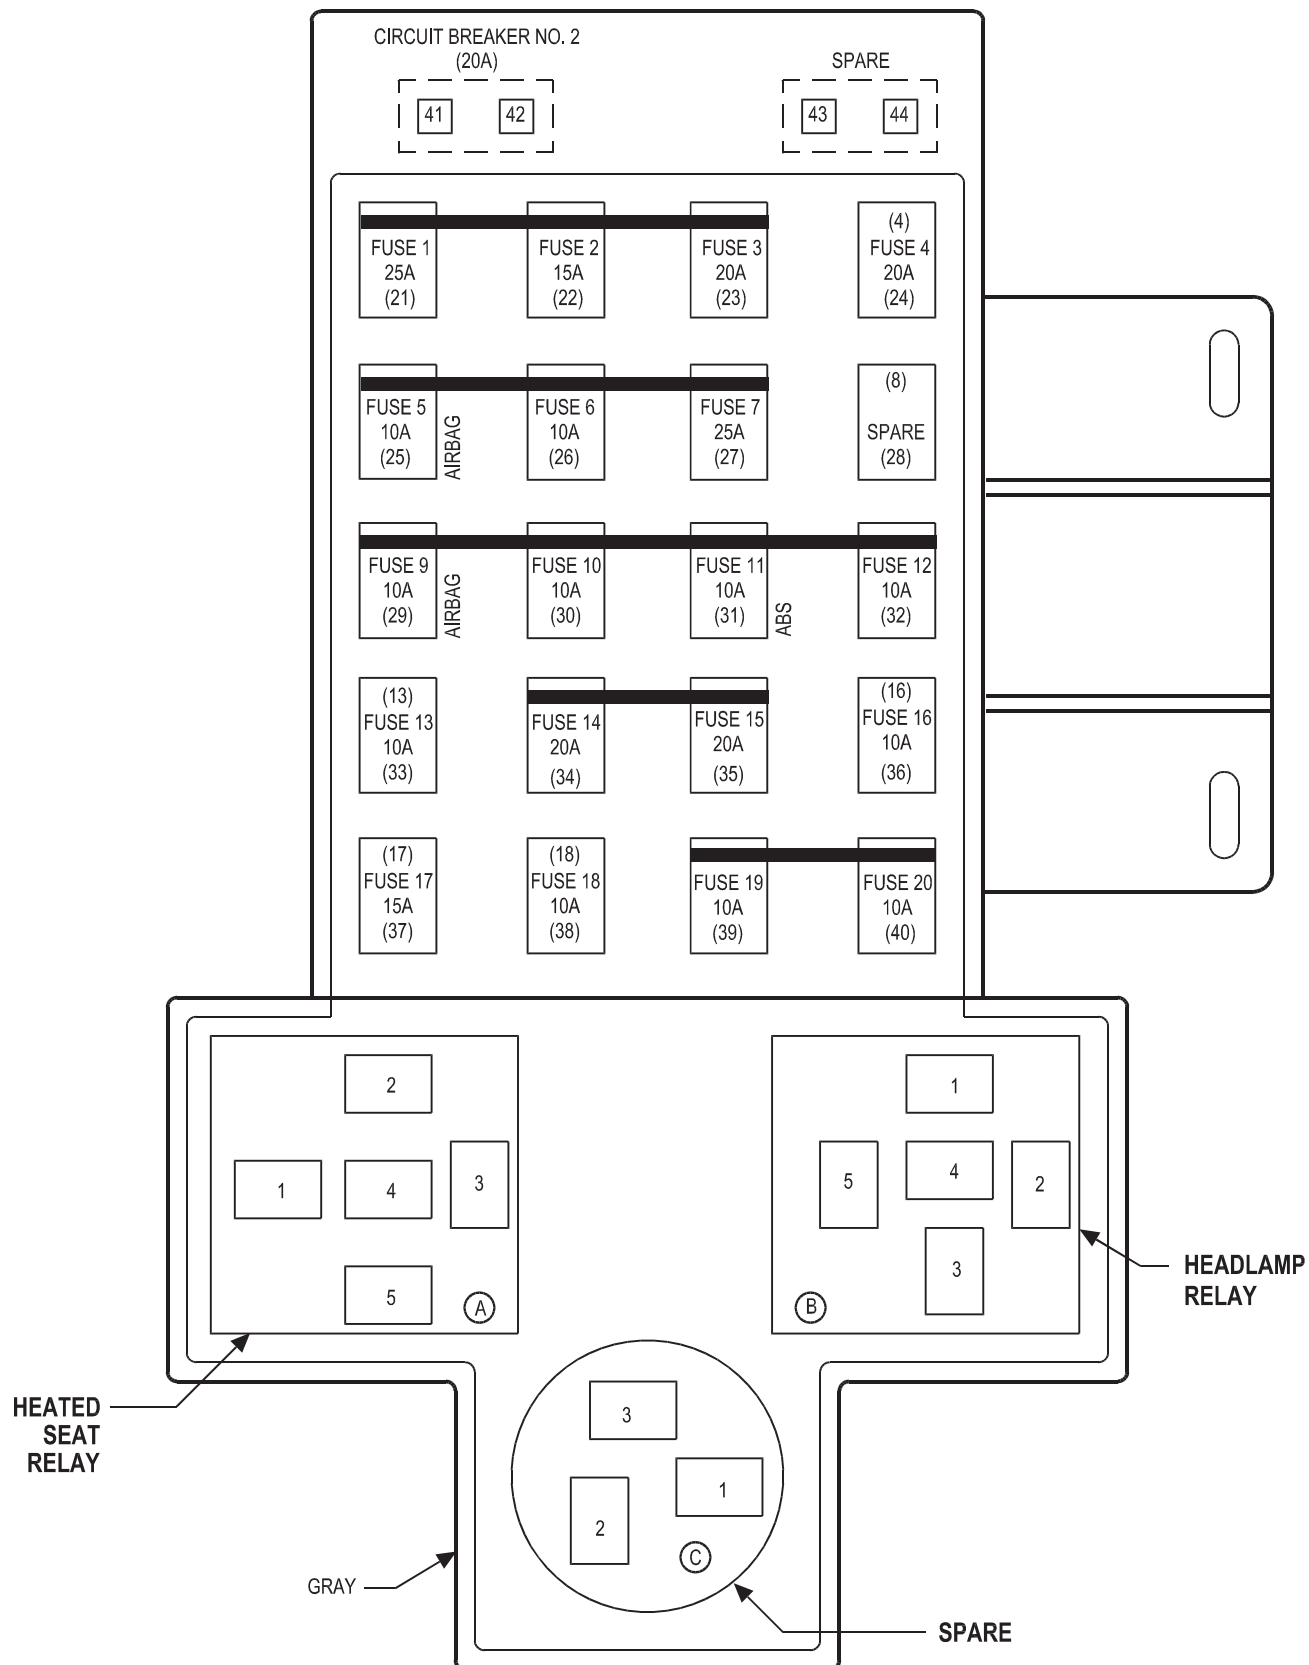 CIRCUIT BREAKER NO. 2
(20A)
SPARE
41
42
43
44
FUSE 1
25A
(21)
FUSE 2
15A
(22)
FUSE 3
20A
(23)
(4)
FUSE 4
20A
(24)
FUSE 5
10A
(25)
AIRBAG
FUSE 6
10A
(26)
FUSE 7
25A
(27)
(8)
SPARE
(28)
FUSE 9
10A
(29)
AIRBAG
FUSE 10
10A
(30)
FUSE 11
10A
(31)
ABS
FUSE 12
10A
(32)
(13)
FUSE 13
10A
(33)
FUSE 14
20A
(34)
FUSE 15
20A
(35)
(16)
FUSE 16
10A
(36)
(17)
FUSE 17
15A
(37)
(18)
FUSE 18
10A
(38)
FUSE 19
10A
(39)
FUSE 20
10A
(40)
2
1
4
3
5
A
1
5
4
2
3
B
HEADLAMP
RELAY
HEATED
SEAT
RELAY
3
1
2
C
GRAY
SPARE